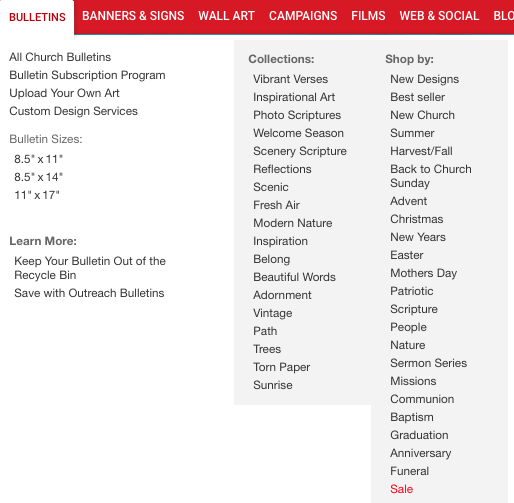 BULLETINS BANNERS & SIGNS WALL ART CAMPAIGNS FILMS WEB & SOCIAL BLO
All Church Bulletins
Bulletin Subscription Program
Upload Your Own Art
Custom Design Services
Bulletin Sizes:
8.5" x 11"
8.5" x 14"
11" x 17"
Learn More:
Keep Your Bulletin Out of the
Recycle Bin
Save with Outreach Bulletins
Collections:
Vibrant Verses
Inspirational Art
Photo Scriptures
Welcome Season
Scenery Scripture
Reflections
Scenic
Fresh Air
Modern Nature
Inspiration
Belong
Beautiful Words
Adornment
Vintage
Path
Trees
Torn Paper
Sunrise
Shop by:
New Designs
Best seller
New Church
Summer
Harvest/Fall
Back to Church
Sunday
Advent
Christmas
New Years
Easter
Mothers Day
Patriotic
Scripture
People
Nature
Sermon Series
Missions
Communion
Baptism
Graduation
Anniversary
Funeral
Sale